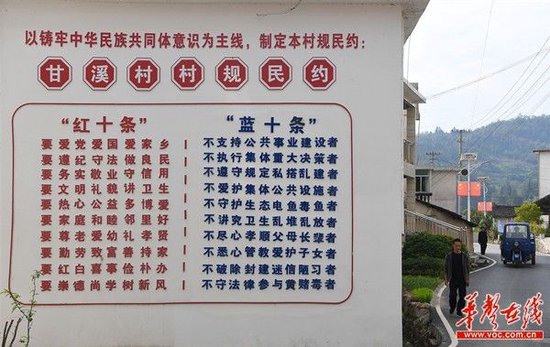 以铸牢中华民族共同体意识为主线，制定本村规民约：
甘溪村村规民约
“红十条”
要爱党爱国爱家乡
要遵纪守法做良民
要务实敬业守信用
要文明礼貌讲卫生
要热心公益多博爱
要家庭和睦邻里好
要尊老爱幼礼孝贤
要勤劳致富善持家
要红白喜事俭补办
要崇德尚学树新风
“蓝十条”
不支持公共事业建设者
不执行集体重大决策者
不遵守规定私搭乱建者
不爱护集体公共设施者
不守护生态电鱼毒鱼者
不讲究卫生乱堆乱放者
不尽心孝顺父母长辈者
不悉心管教爱护子女者
不破除封建迷信陋习者
不守法律参与黄赌毒者
华声在线
www.voc.com.cn